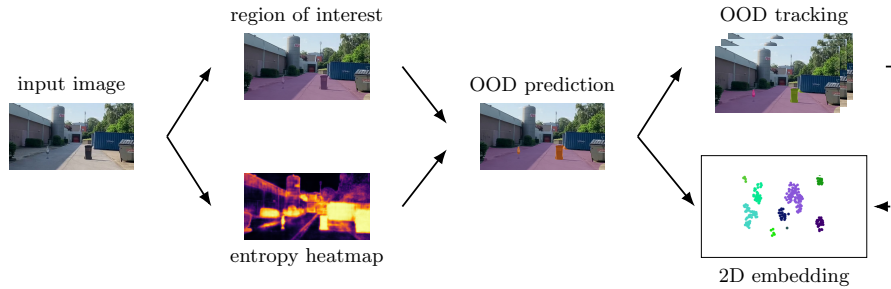 input image
region of interest
entropy heatmap
OOD prediction
OOD tracking
2D embedding